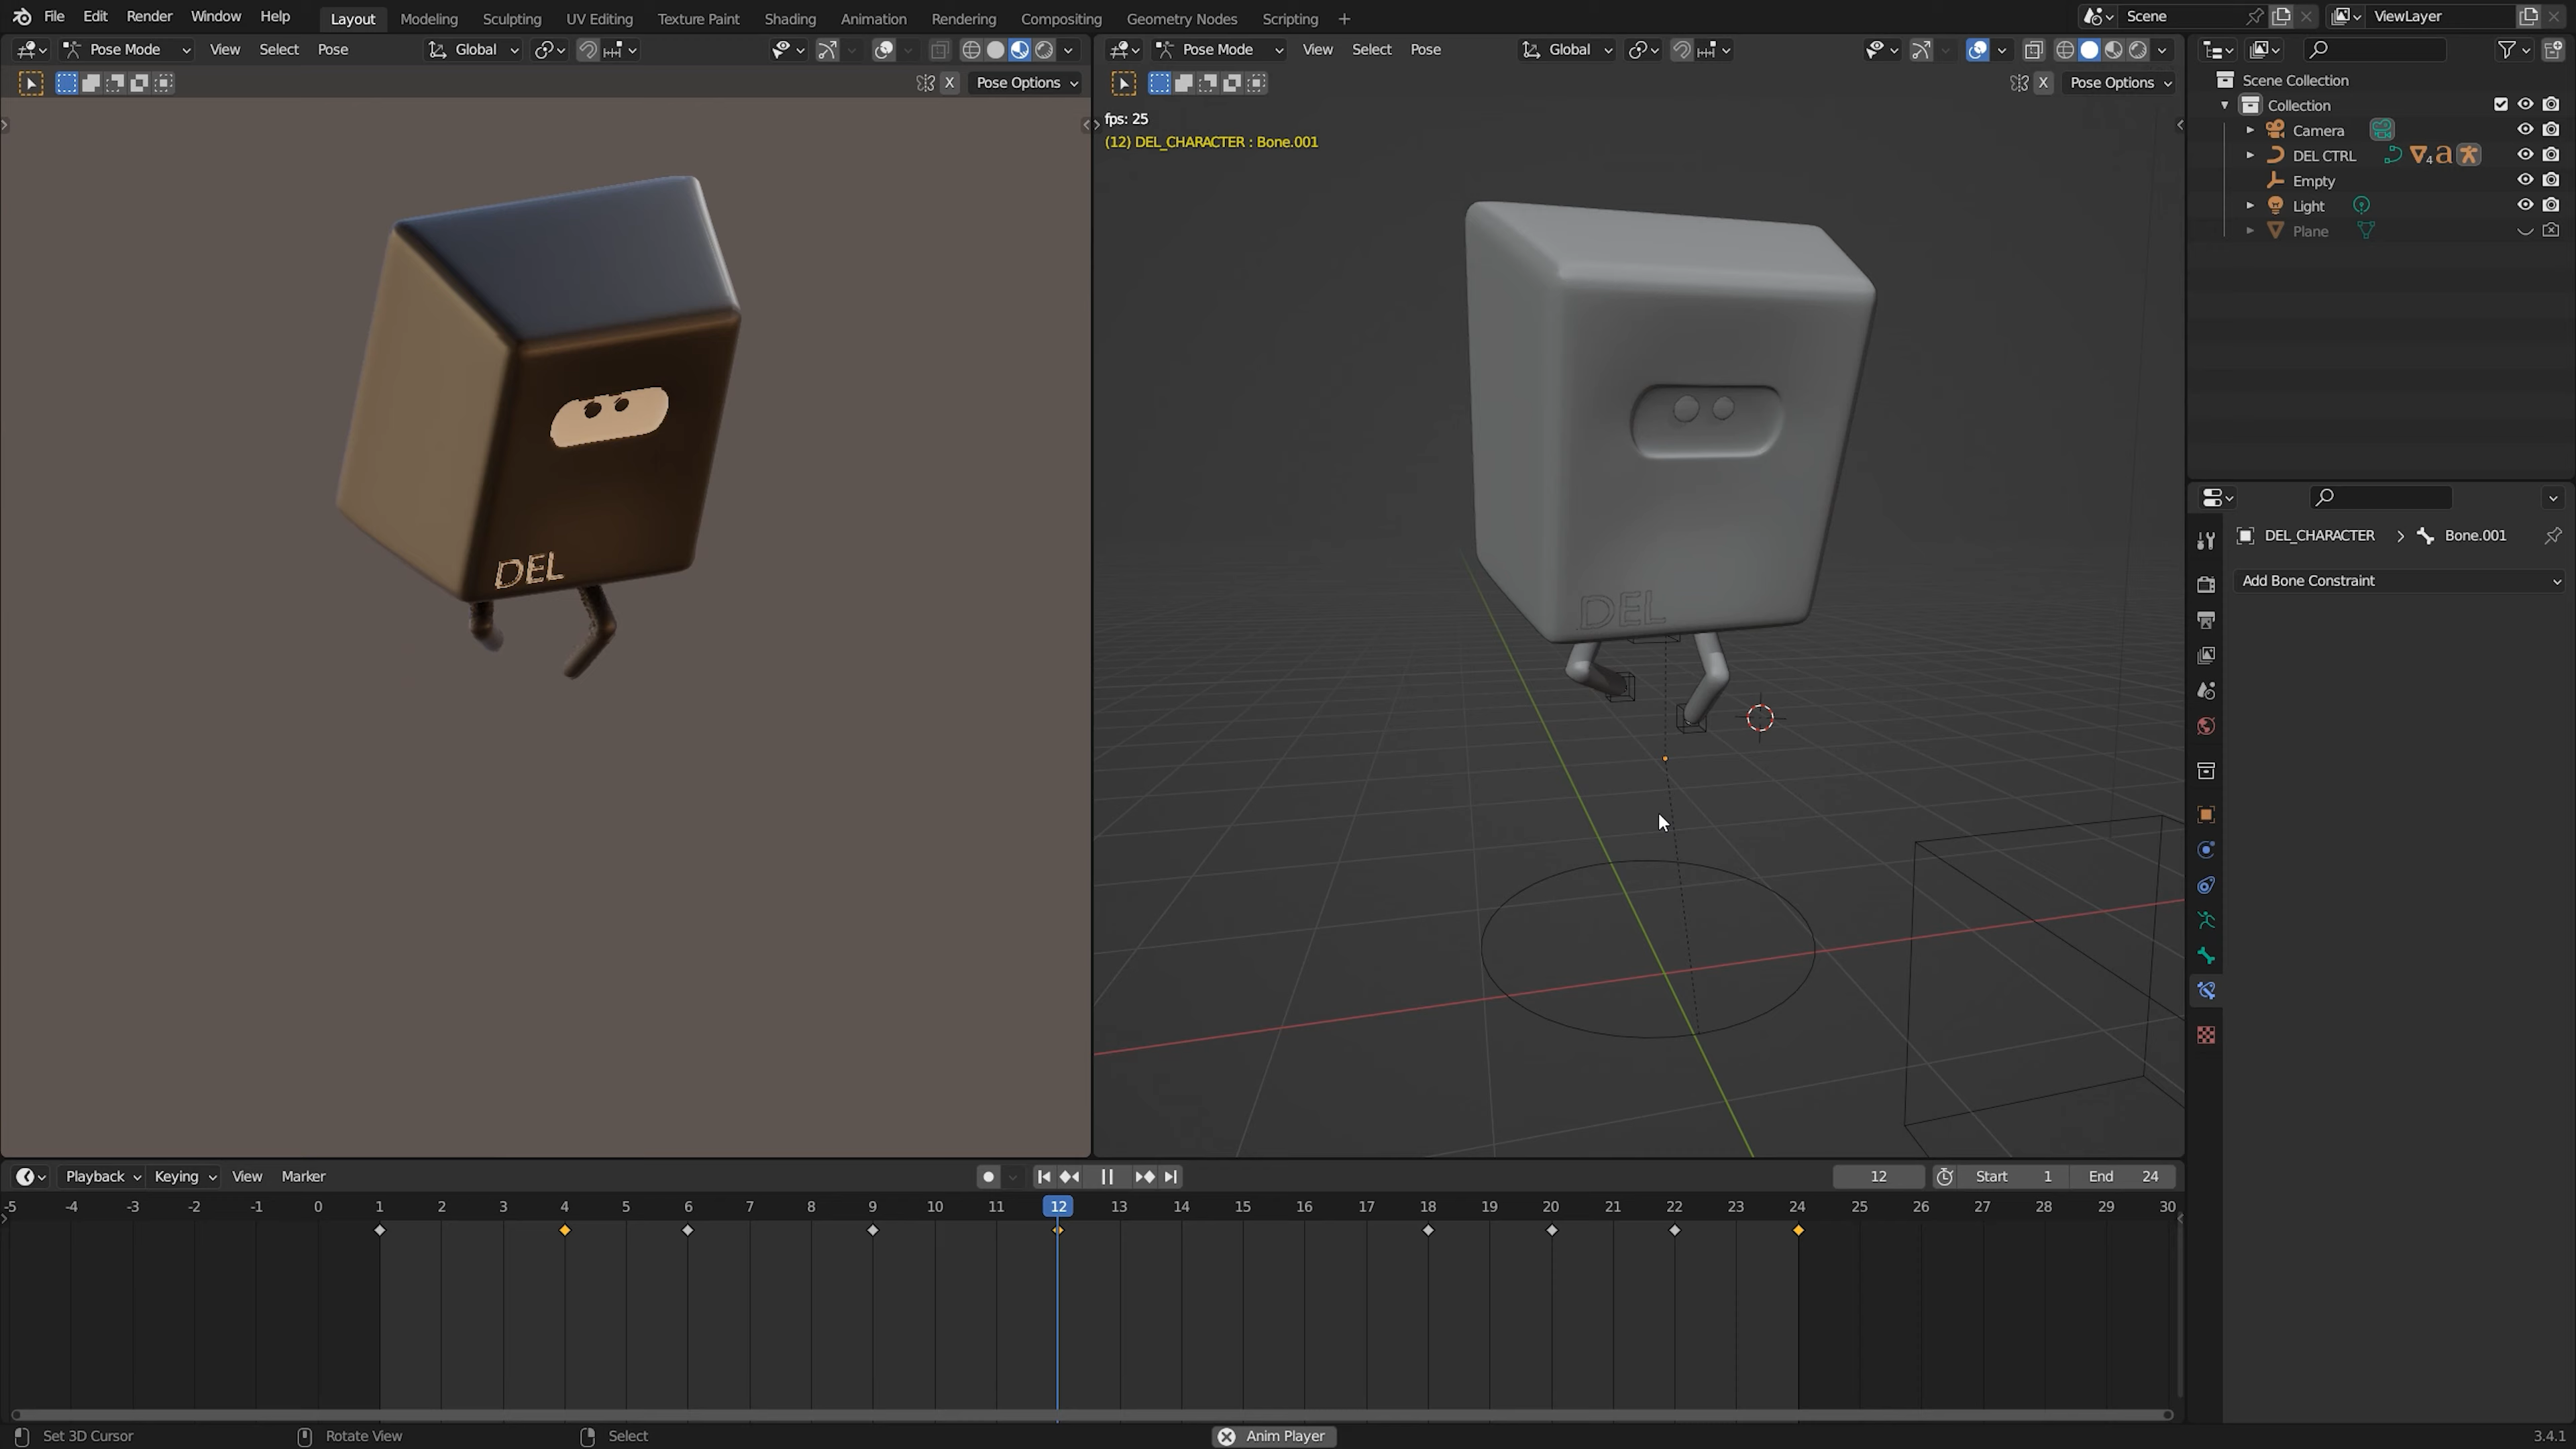 File Edit Render Window Help Layout Modeling Sculpting UV Editing Texture Paint Shading Animation Rendering Compositing Geometry Nodes Scripting + Scene ViewLayer
Pose Mode View Select Pose Global
Pose Mode View Select Pose Global
X Pose Options
X Pose Options
fps: 25
(12) DEL_CHARACTER : Bone.001
DEL
DEL
Scene Collection
Collection
Camera
DEL CTRL 4 a
Empty
Light
Plane
DEL_CHARACTER > Bone.001
Add Bone Constraint
Playback Keying View Marker 12 Start 1 End 24
-5 -4 -3 -2 -1 0 1 2 3 4 5 6 7 8 9 10 11 12 13 14 15 16 17 18 19 20 21 22 23 24 25 26 27 28 29 30
Set 3D Cursor Rotate View Select Anim Player 3.4.1